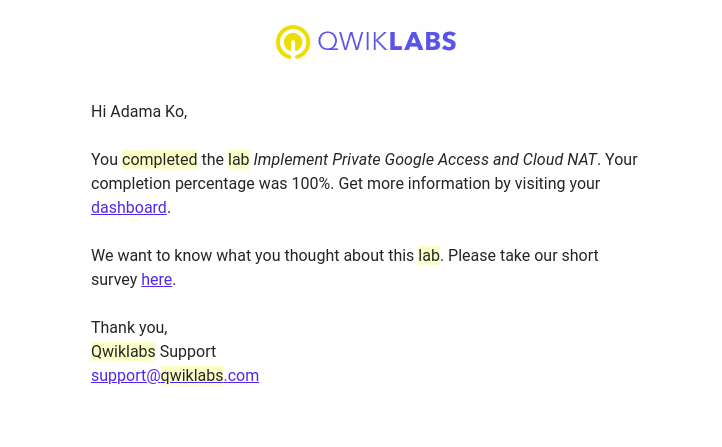 QWIKLABS
Hi Adama Ko,
You completed the lab Implement Private Google Access and Cloud NAT. Your
completion percentage was 100%. Get more information by visiting your
dashboard.
We want to know what you thought about this lab. Please take our short
survey here.
Thank you,
Qwiklabs Support
support@qwiklabs.com